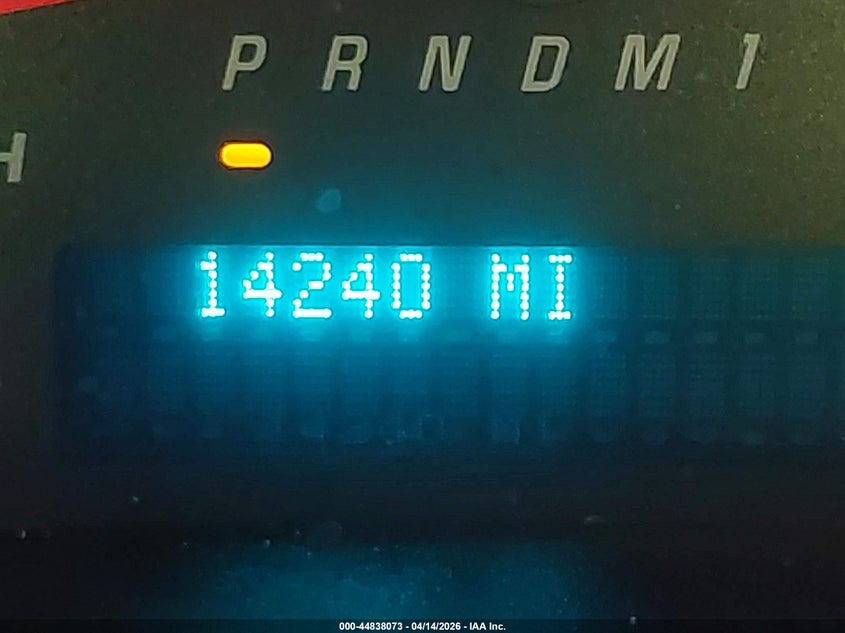 P R N D M 1
H
14240 MI
000-44838073 - 04/14/2026 - IAA Inc.